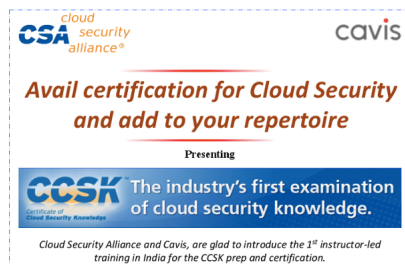 CSA cloud
security
alliance®
cavis
Avail certification for Cloud Security
and add to your repertoire
Presenting
CCSK™
Certificate of
Cloud Security Knowledge
The industry's first examination
of cloud security knowledge.
Cloud Security Alliance and Cavis, are glad to introduce the 1st instructor-led
training in India for the CCSK prep and certification.